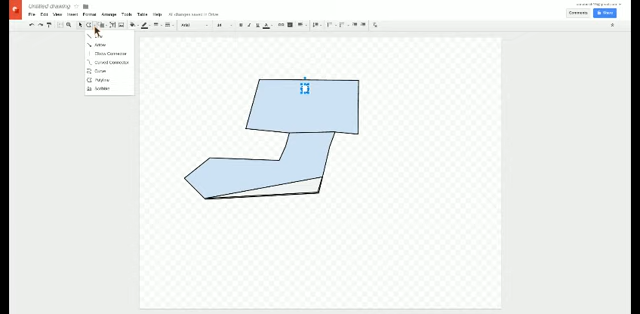 Untitled drawing
File Edit View Insert Format Arrange Tools Table Help All changes saved in Drive
Comments Share
Arial
Arrow
Elbow Connector
Curved Connector
Curve
Polyline
Scribble